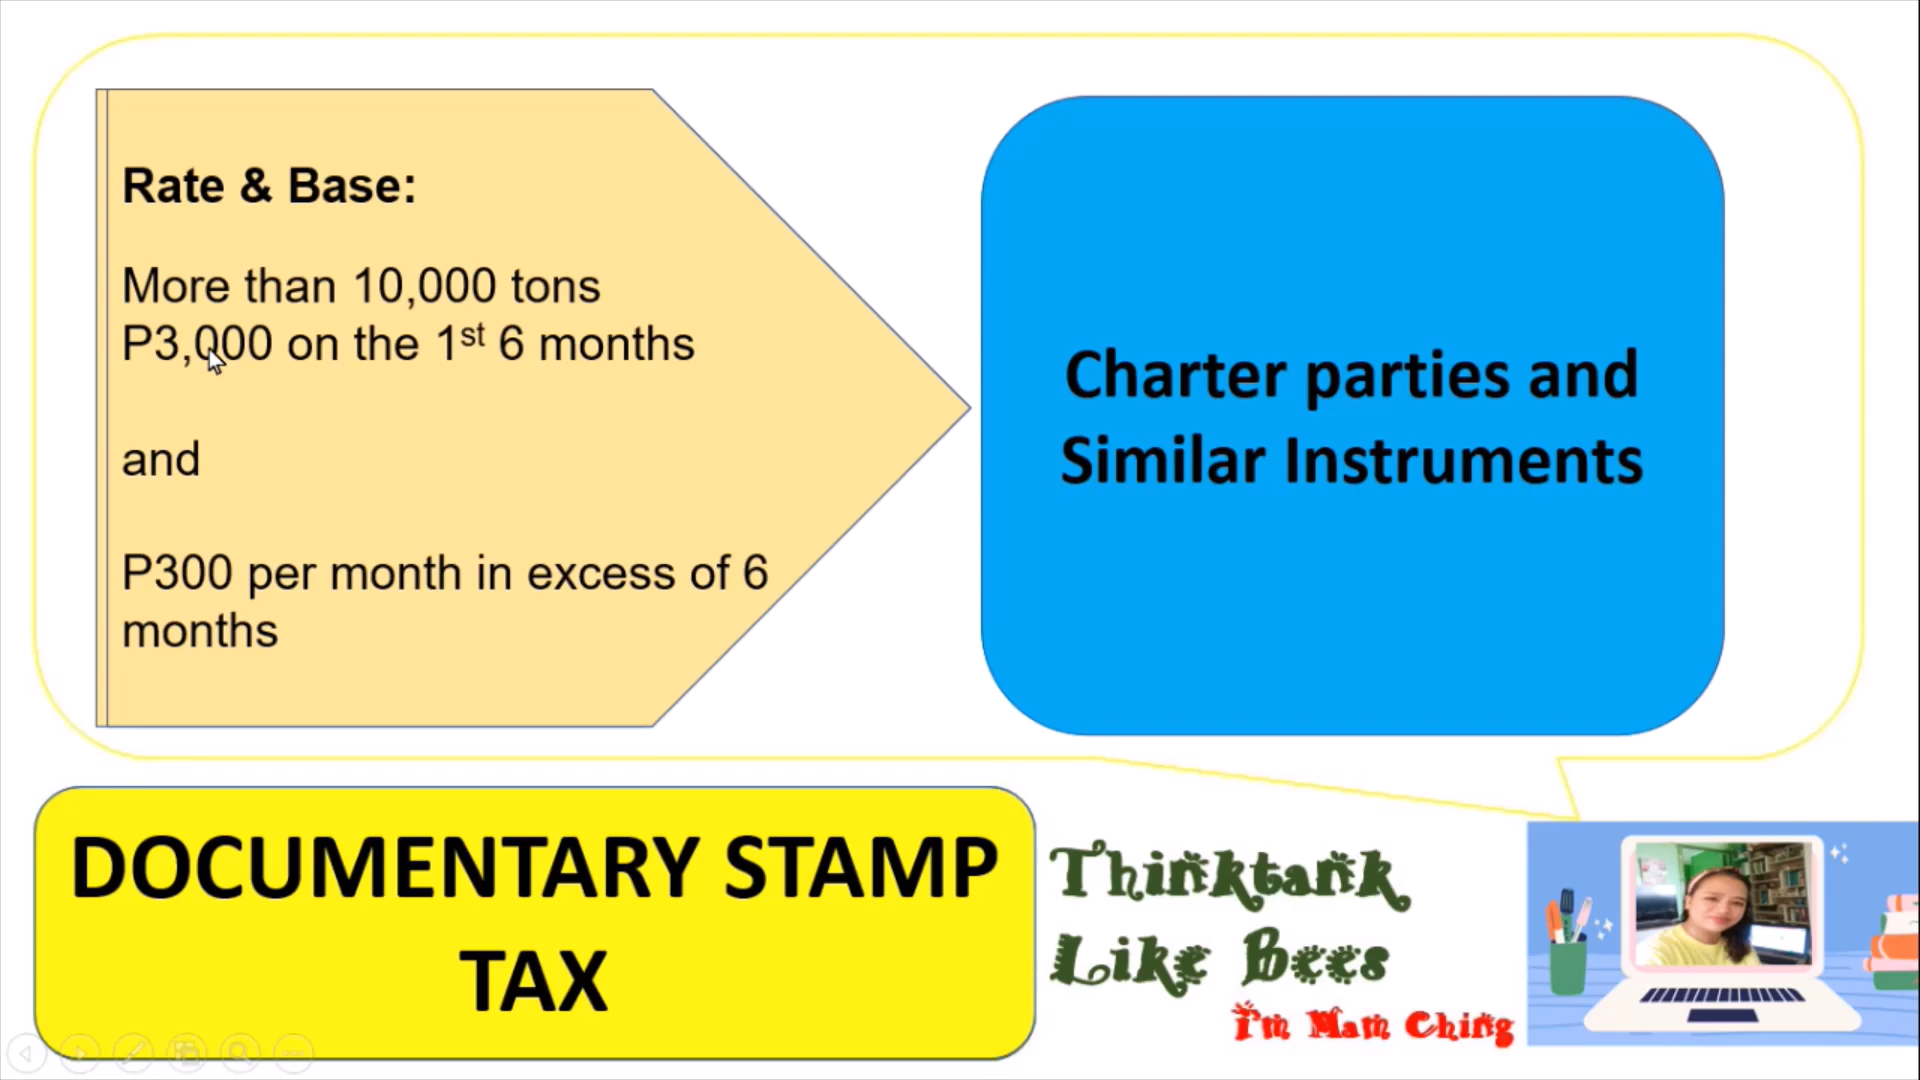 Rate & Base:
More than 10,000 tons
P3,000 on the 1st 6 months
and
P300 per month in excess of 6
months
Charter parties and
Similar Instruments
DOCUMENTARY STAMP
TAX
Thinktank
Like Bees
I'm Mam Ching